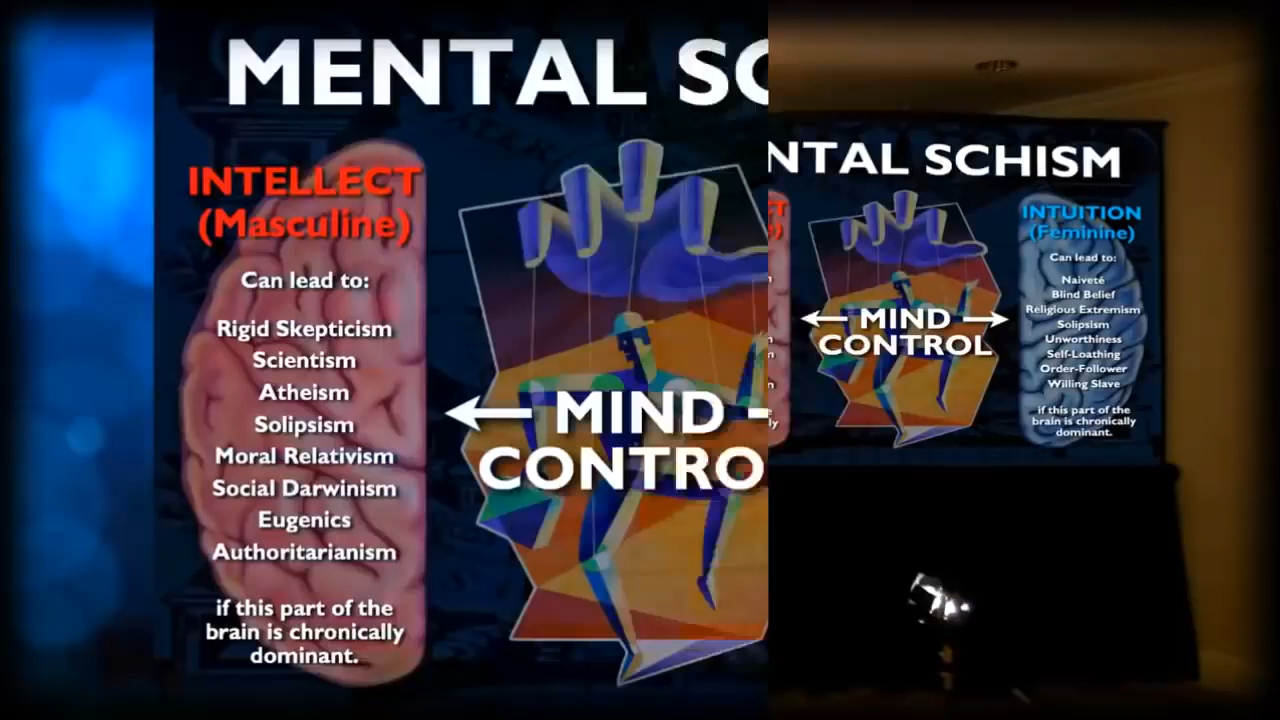 MENTAL SC
INTELLECT
(Masculine)
Can lead to:
Rigid Skepticism
Scientism
Atheism
Solipsism
Moral Relativism
Social Darwinism
Eugenics
Authoritarianism
if this part of the
brain is chronically
dominant.
MIND
CONTRO
NTAL SCHISM
CT
MIND
CONTROL
INTUITION
(Feminine)
Can lead to:
Naiveté
Blind Belief
Religious Extremism
Solipsism
Unworthiness
Self-Loathing
Order-Follower
Willing Slave
if this part of the
brain is chronically
dominant.